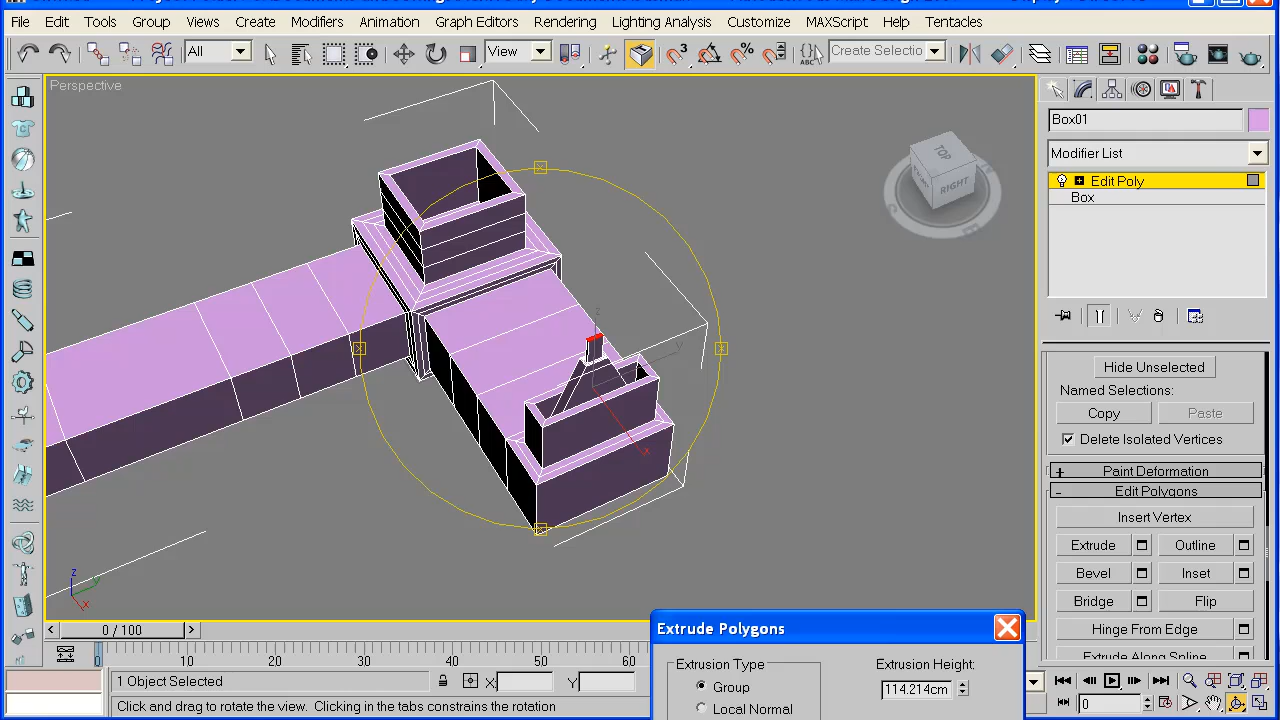 File Edit Tools Group Views Create Modifiers Animation Graph Editors Rendering Lighting Analysis Customize MAXScript Help Tentacles
All
View
3
%
ABC
Create Selectio
Perspective
TOP
RIGHT
Box01
Modifier List
Edit Poly
Box
Hide Unselected
Named Selections:
Copy
Paste
Delete Isolated Vertices
+ Paint Deformation
- Edit Polygons
Insert Vertex
Extrude
Outline
Bevel
Inset
Bridge
Flip
Hinge From Edge
Extrude Along Spline
z
y
x
z
y
x
0 / 100
0 10 20 30 40 50 60
1 Object Selected
X
Y
Click and drag to rotate the view. Clicking in the tabs constrains the rotation
Extrude Polygons
Extrusion Type
Group
Local Normal
Extrusion Height:
114.214cm
0